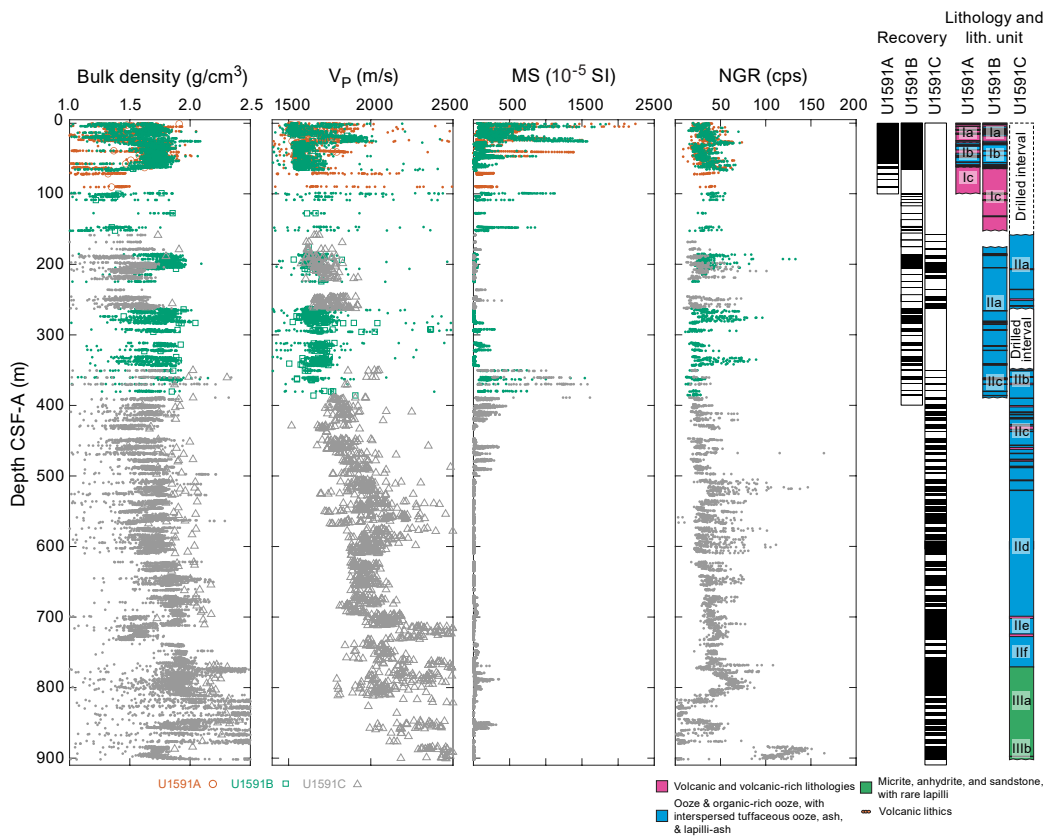 Lithology and
lith. unit
Recovery
U1591A
U1591B
U1591C
U1591A
U1591B
U1591C
Bulk density (g/cm³)
V_P (m/s)
MS (10⁻⁵ SI)
NGR (cps)
1.0 1.5 2.0 2.5
1500 2000 2500
500 1500 2500
50 100 150 200
Depth CSF-A (m)
0
100
200
300
400
500
600
700
800
900
Ia
Ib
Ic
Ia
Ib
Ic
IIa
IIc
Drilled interval
IIa
Drilled
interval
IIb
IIc
IId
IIe
IIf
IIIa
IIIb
U1591A U1591B U1591C
Volcanic and volcanic-rich lithologies
Ooze & organic-rich ooze, with
interspersed tuffaceous ooze, ash,
& lapilli-ash
Micrite, anhydrite, and sandstone,
with rare lapilli
Volcanic lithics